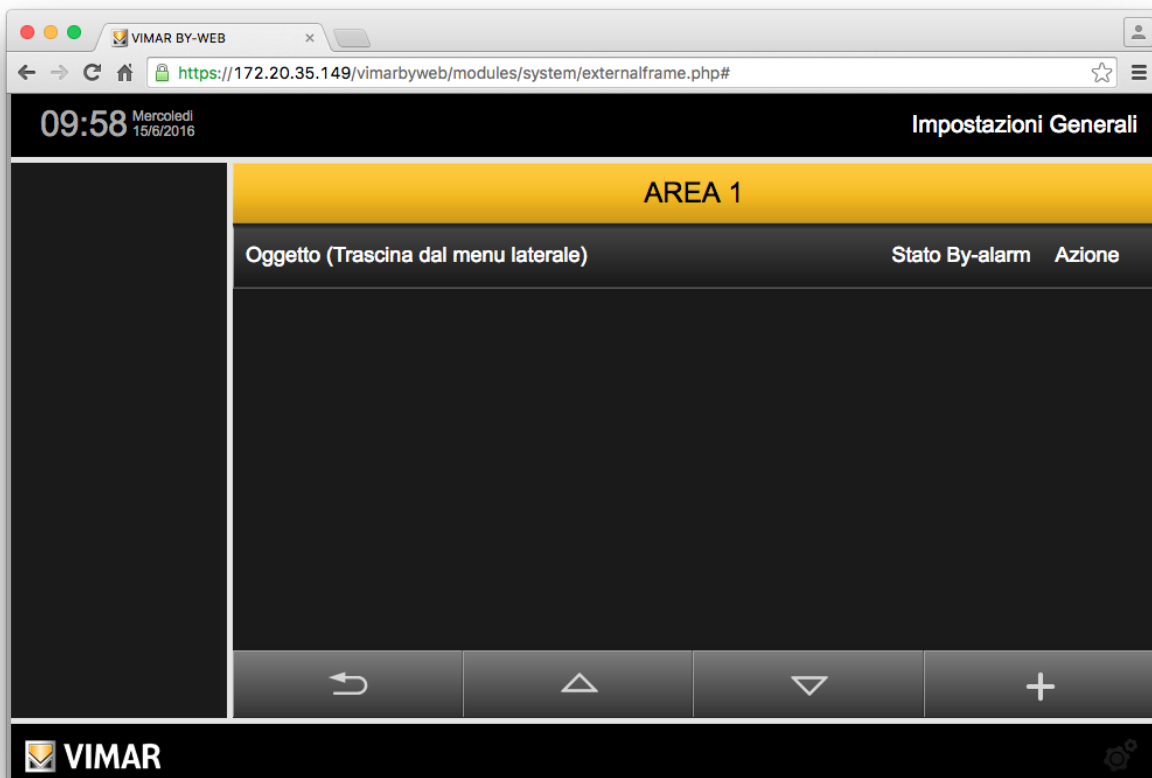 VIMAR BY-WEB
https://172.20.35.149/vimarbyweb/modules/system/externalframe.php#
09:58 Mercoledi
15/6/2016
Impostazioni Generali
AREA 1
Oggetto (Trascina dal menu laterale) Stato By-alarm Azione
VIMAR